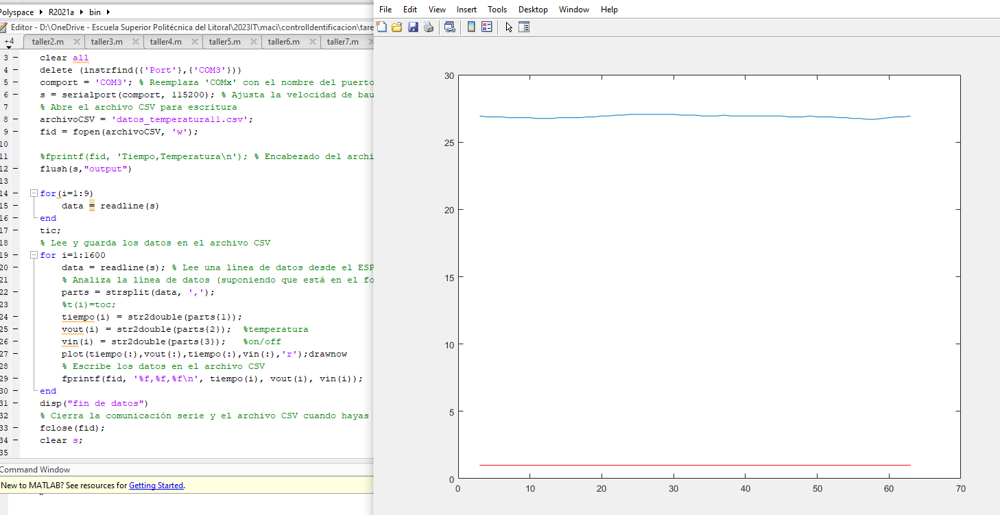 Polyspace ▸ R2021a ▸ bin ▸
Editor - D:\OneDrive - Escuela Superior Politécnica del Litoral\2023IT\maci\controlIdentificacion\tare
+4 taller2.m taller3.m taller4.m taller5.m taller6.m taller7.m
3 clear all
4 delete (instrfind({'Port'},{'COM3'}))
5 comport = 'COM3'; % Reemplaza 'COMx' con el nombre del puerto
6 s = serialport(comport, 115200); % Ajusta la velocidad de bau
7 % Abre el archivo CSV para escritura
8 archivoCSV = 'datos_temperatura11.csv';
9 fid = fopen(archivoCSV, 'w');
10
11 %fprintf(fid, 'Tiempo,Temperatura\n'); % Encabezado del archi
12 flush(s,"output")
13
14 for(i=1:9)
15 data = readline(s)
16 end
17 tic;
18 % Lee y guarda los datos en el archivo CSV
19 for i=1:1600
20 data = readline(s); % Lee una línea de datos desde el ESP
21 % Analiza la línea de datos (suponiendo que está en el fo
22 parts = strsplit(data, ',');
23 %t(i)=toc;
24 tiempo(i) = str2double(parts{1});
25 vout(i) = str2double(parts{2}); %temperatura
26 vin(i) = str2double(parts{3}); %on/off
27 plot(tiempo(:),vout(:),tiempo(:),vin(:),'r');drawnow
28 % Escribe los datos en el archivo CSV
29 fprintf(fid, '%f,%f,%f\n', tiempo(i), vout(i), vin(i));
30 end
31 disp("fin de datos")
32 % Cierra la comunicación serie y el archivo CSV cuando hayas
33 fclose(fid);
34 clear s;
35
Command Window
New to MATLAB? See resources for Getting Started.
File Edit View Insert Tools Desktop Window Help
30
25
20
15
10
5
0
0 10 20 30 40 50 60 70